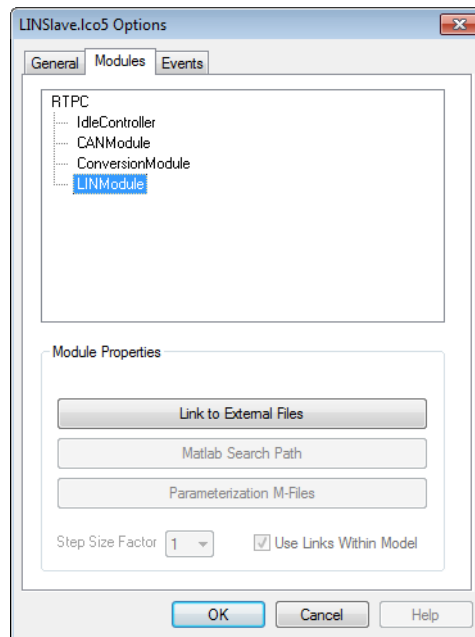 LINSlave.Ico5 Options
General Modules Events
RTPC
IdleController
CANModule
ConversionModule
LINModule
Module Properties
Link to External Files
Matlab Search Path
Parameterization M-Files
Step Size Factor 1 Use Links Within Model
OK Cancel Help